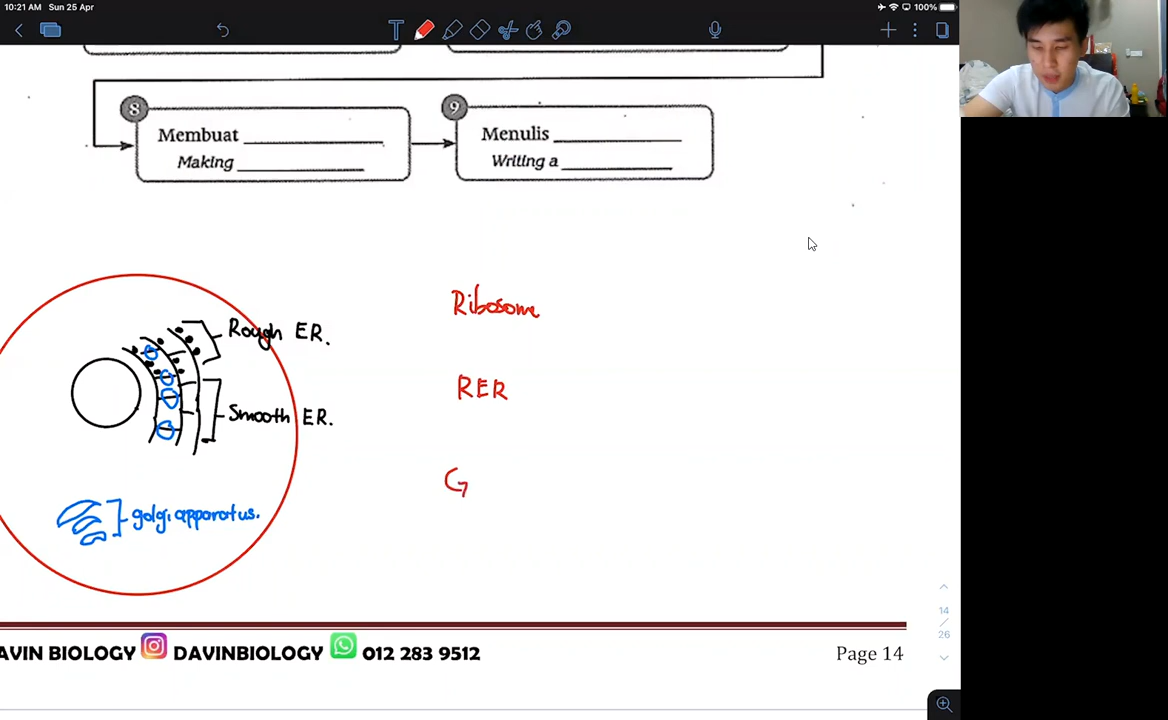 10:21 AM Sun 25 Apr
100%
T
8
Membuat
Making
9
Menulis
Writing a
Ribosome
Rough ER.
RER
Smooth ER.
G
golgi apparatus.
14
/
26
AVIN BIOLOGY DAVINBIOLOGY 012 283 9512
Page 14